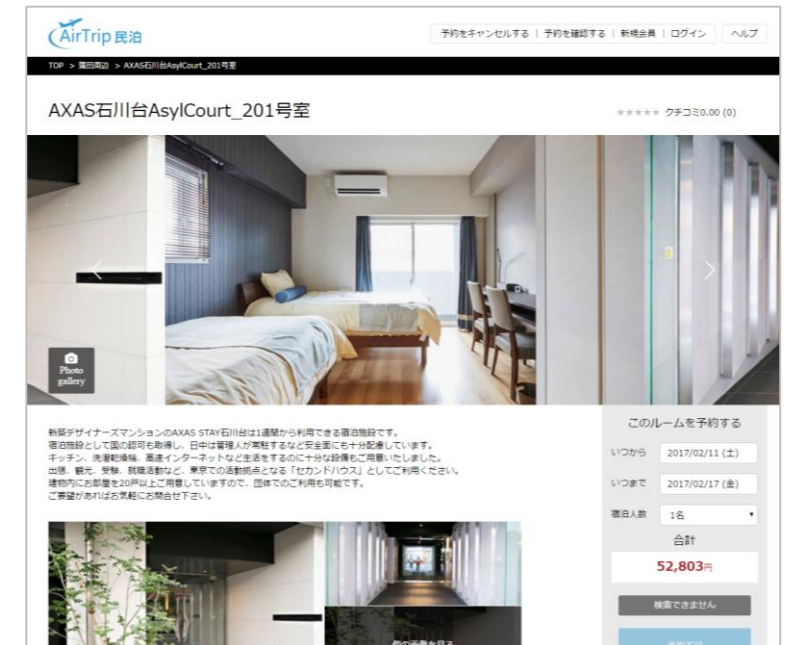 AirTrip 民泊
予約をキャンセルする | 予約を確認する | 新規会員 | ログイン
ヘルプ
TOP > 蒲田周辺 > AXAS石川台AsylCourt_201号室
AXAS石川台AsylCourt_201号室
★★★★★ クチコミ0.00 (0)
Photo
gallery
新築デザイナーズマンションのAXAS STAY石川台は1週間から利用できる宿泊施設です。
宿泊施設として国の認可も取得し、日中は管理人が常駐するなど安全面にも十分配慮しています。
キッチン、洗濯乾燥機、高速インターネットなど生活をするのに十分な設備もご用意いたしました。
出張、観光、受験、就職活動など、東京での活動拠点となる「セカンドハウス」としてご利用ください。
建物内にお部屋を20戸以上ご用意していますので、団体でのご利用も可能です。
ご要望があればお気軽にお問合せ下さい。
このルームを予約する
いつから 2017/02/11 (土)
いつまで 2017/02/17 (金)
宿泊人数 1名
合計
52,803円
検索できません
他の画像を見る